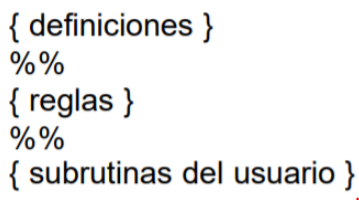 { definiciones }
%%
{ reglas }
%%
{ subrutinas del usuario }